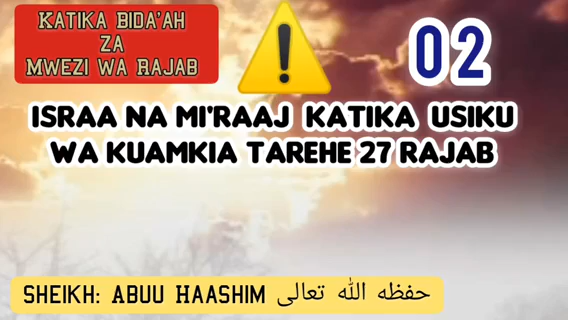 KATIKA BIDA'AH
ZA
MWEZI WA RAJAB
02
ISRAA NA MI'RAAJ KATIKA USIKU
WA KUAMKIA TAREHE 27 RAJAB
SHEIKH: ABUU HAASHIM حفظه الله تعالى